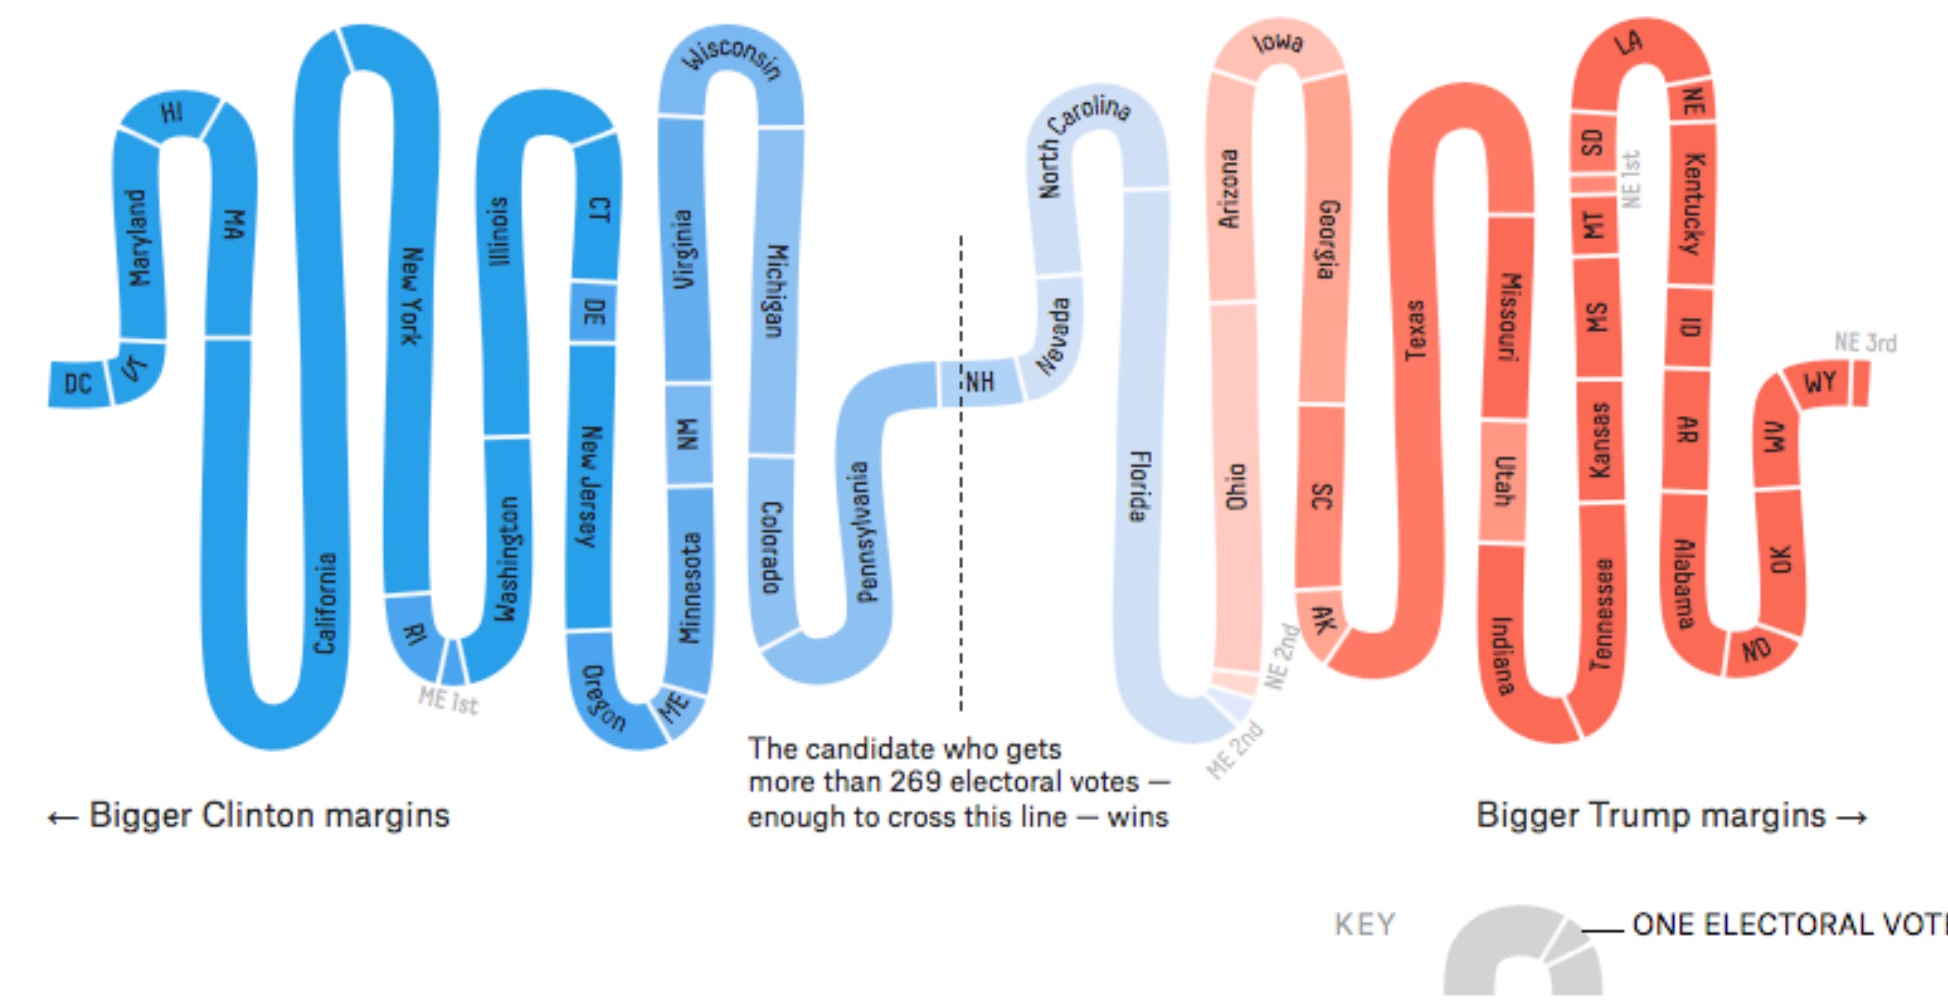 DC
VT
Maryland
HI
MA
California
New York
RI
ME 1st
Washington
Illinois
CT
DE
New Jersey
Oregon
ME
Minnesota
NM
Virginia
Wisconsin
Michigan
Colorado
Pennsylvania
NH
Nevada
North Carolina
Florida
ME 2nd
NE 2nd
Ohio
Arizona
Iowa
Georgia
SC
AK
Texas
Missouri
Utah
Indiana
Tennessee
Kansas
MS
MT
NE 1st
SD
LA
NE
Kentucky
ID
AR
Alabama
ND
OK
WV
WY
NE 3rd
The candidate who gets
more than 269 electoral votes —
enough to cross this line — wins
← Bigger Clinton margins
Bigger Trump margins →
KEY
ONE ELECTORAL VOTE